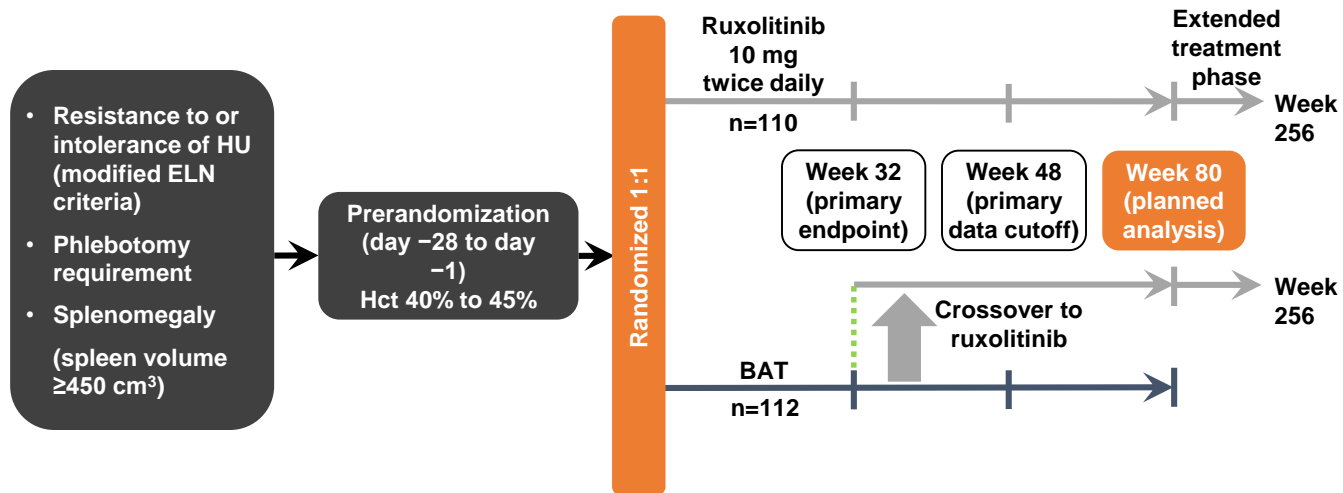 • Resistance to or
intolerance of HU
(modified ELN
criteria)
• Phlebotomy
requirement
• Splenomegaly
(spleen volume
≥450 cm³)
Prerandomization
(day −28 to day
−1)
Hct 40% to 45%
Randomized 1:1
Ruxolitinib
10 mg
twice daily
n=110
Extended
treatment
phase
Week
256
Week 32
(primary
endpoint)
Week 48
(primary
data cutoff)
Week 80
(planned
analysis)
Crossover to
ruxolitinib
Week
256
BAT
n=112